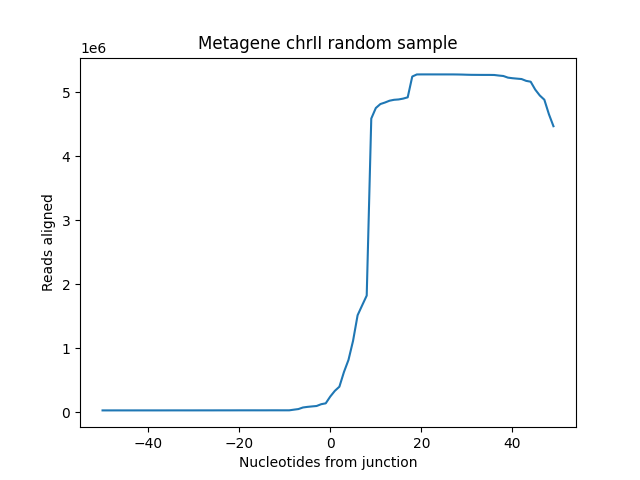 Metagene chrII random sample
1e6
Reads aligned
5
4
3
2
1
0
−40
−20
0
20
40
Nucleotides from junction